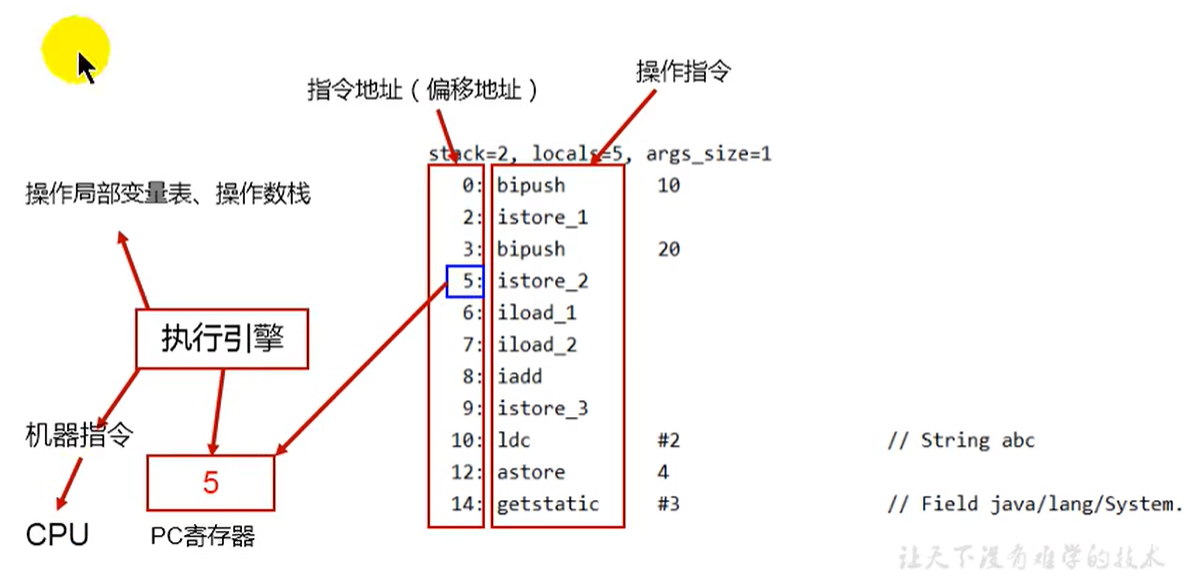 操作指令
指令地址（偏移地址）
stack=2, locals=5, args_size=1
操作局部变量表、操作数栈
0: bipush 10
2: istore_1
3: bipush 20
5: istore_2
6: iload_1
7: iload_2
8: iadd
9: istore_3
10: ldc #2 // String abc
12: astore 4
14: getstatic #3 // Field java/lang/System.
执行引擎
机器指令
5
CPU
PC寄存器
让天下没有难学的技术